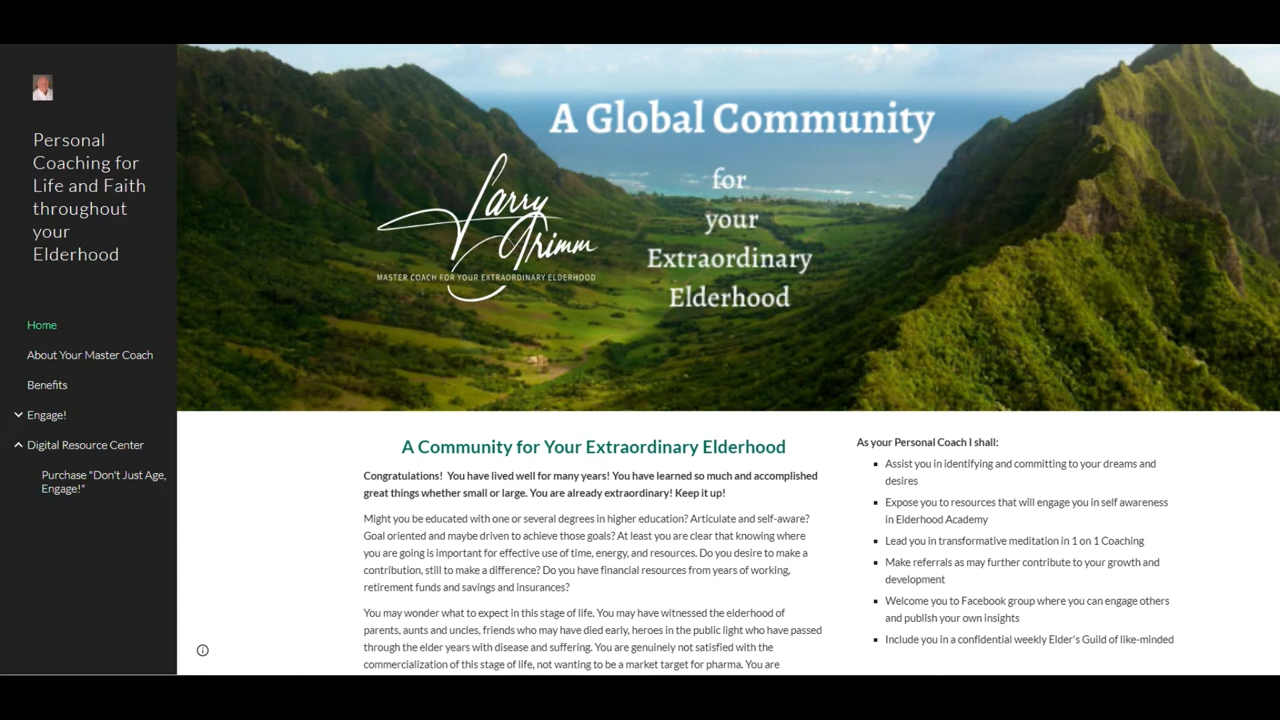 Personal
Coaching for
Life and Faith
throughout
your
Elderhood
Home
About Your Master Coach
Benefits
Engage!
Digital Resource Center
Purchase "Don't Just Age,
Engage!"
A Global Community
for
your
Extraordinary
Elderhood
Larry
Grimm
MASTER COACH FOR YOUR EXTRAORDINARY ELDERHOOD
A Community for Your Extraordinary Elderhood
Congratulations! You have lived well for many years! You have learned so much and accomplished
great things whether small or large. You are already extraordinary! Keep it up!
Might you be educated with one or several degrees in higher education? Articulate and self-aware?
Goal oriented and maybe driven to achieve those goals? At least you are clear that knowing where
you are going is important for effective use of time, energy, and resources. Do you desire to make a
contribution, still to make a difference? Do you have financial resources from years of working,
retirement funds and savings and insurances?
You may wonder what to expect in this stage of life. You may have witnessed the elderhood of
parents, aunts and uncles, friends who may have died early, heroes in the public light who have passed
through the elder years with disease and suffering. You are genuinely not satisfied with the
commercialization of this stage of life, not wanting to be a market target for pharma. You are
As your Personal Coach I shall:
Assist you in identifying and committing to your dreams and
desires
Expose you to resources that will engage you in self awareness
in Elderhood Academy
Lead you in transformative meditation in 1 on 1 Coaching
Make referrals as may further contribute to your growth and
development
Welcome you to Facebook group where you can engage others
and publish your own insights
Include you in a confidential weekly Elder's Guild of like-minded